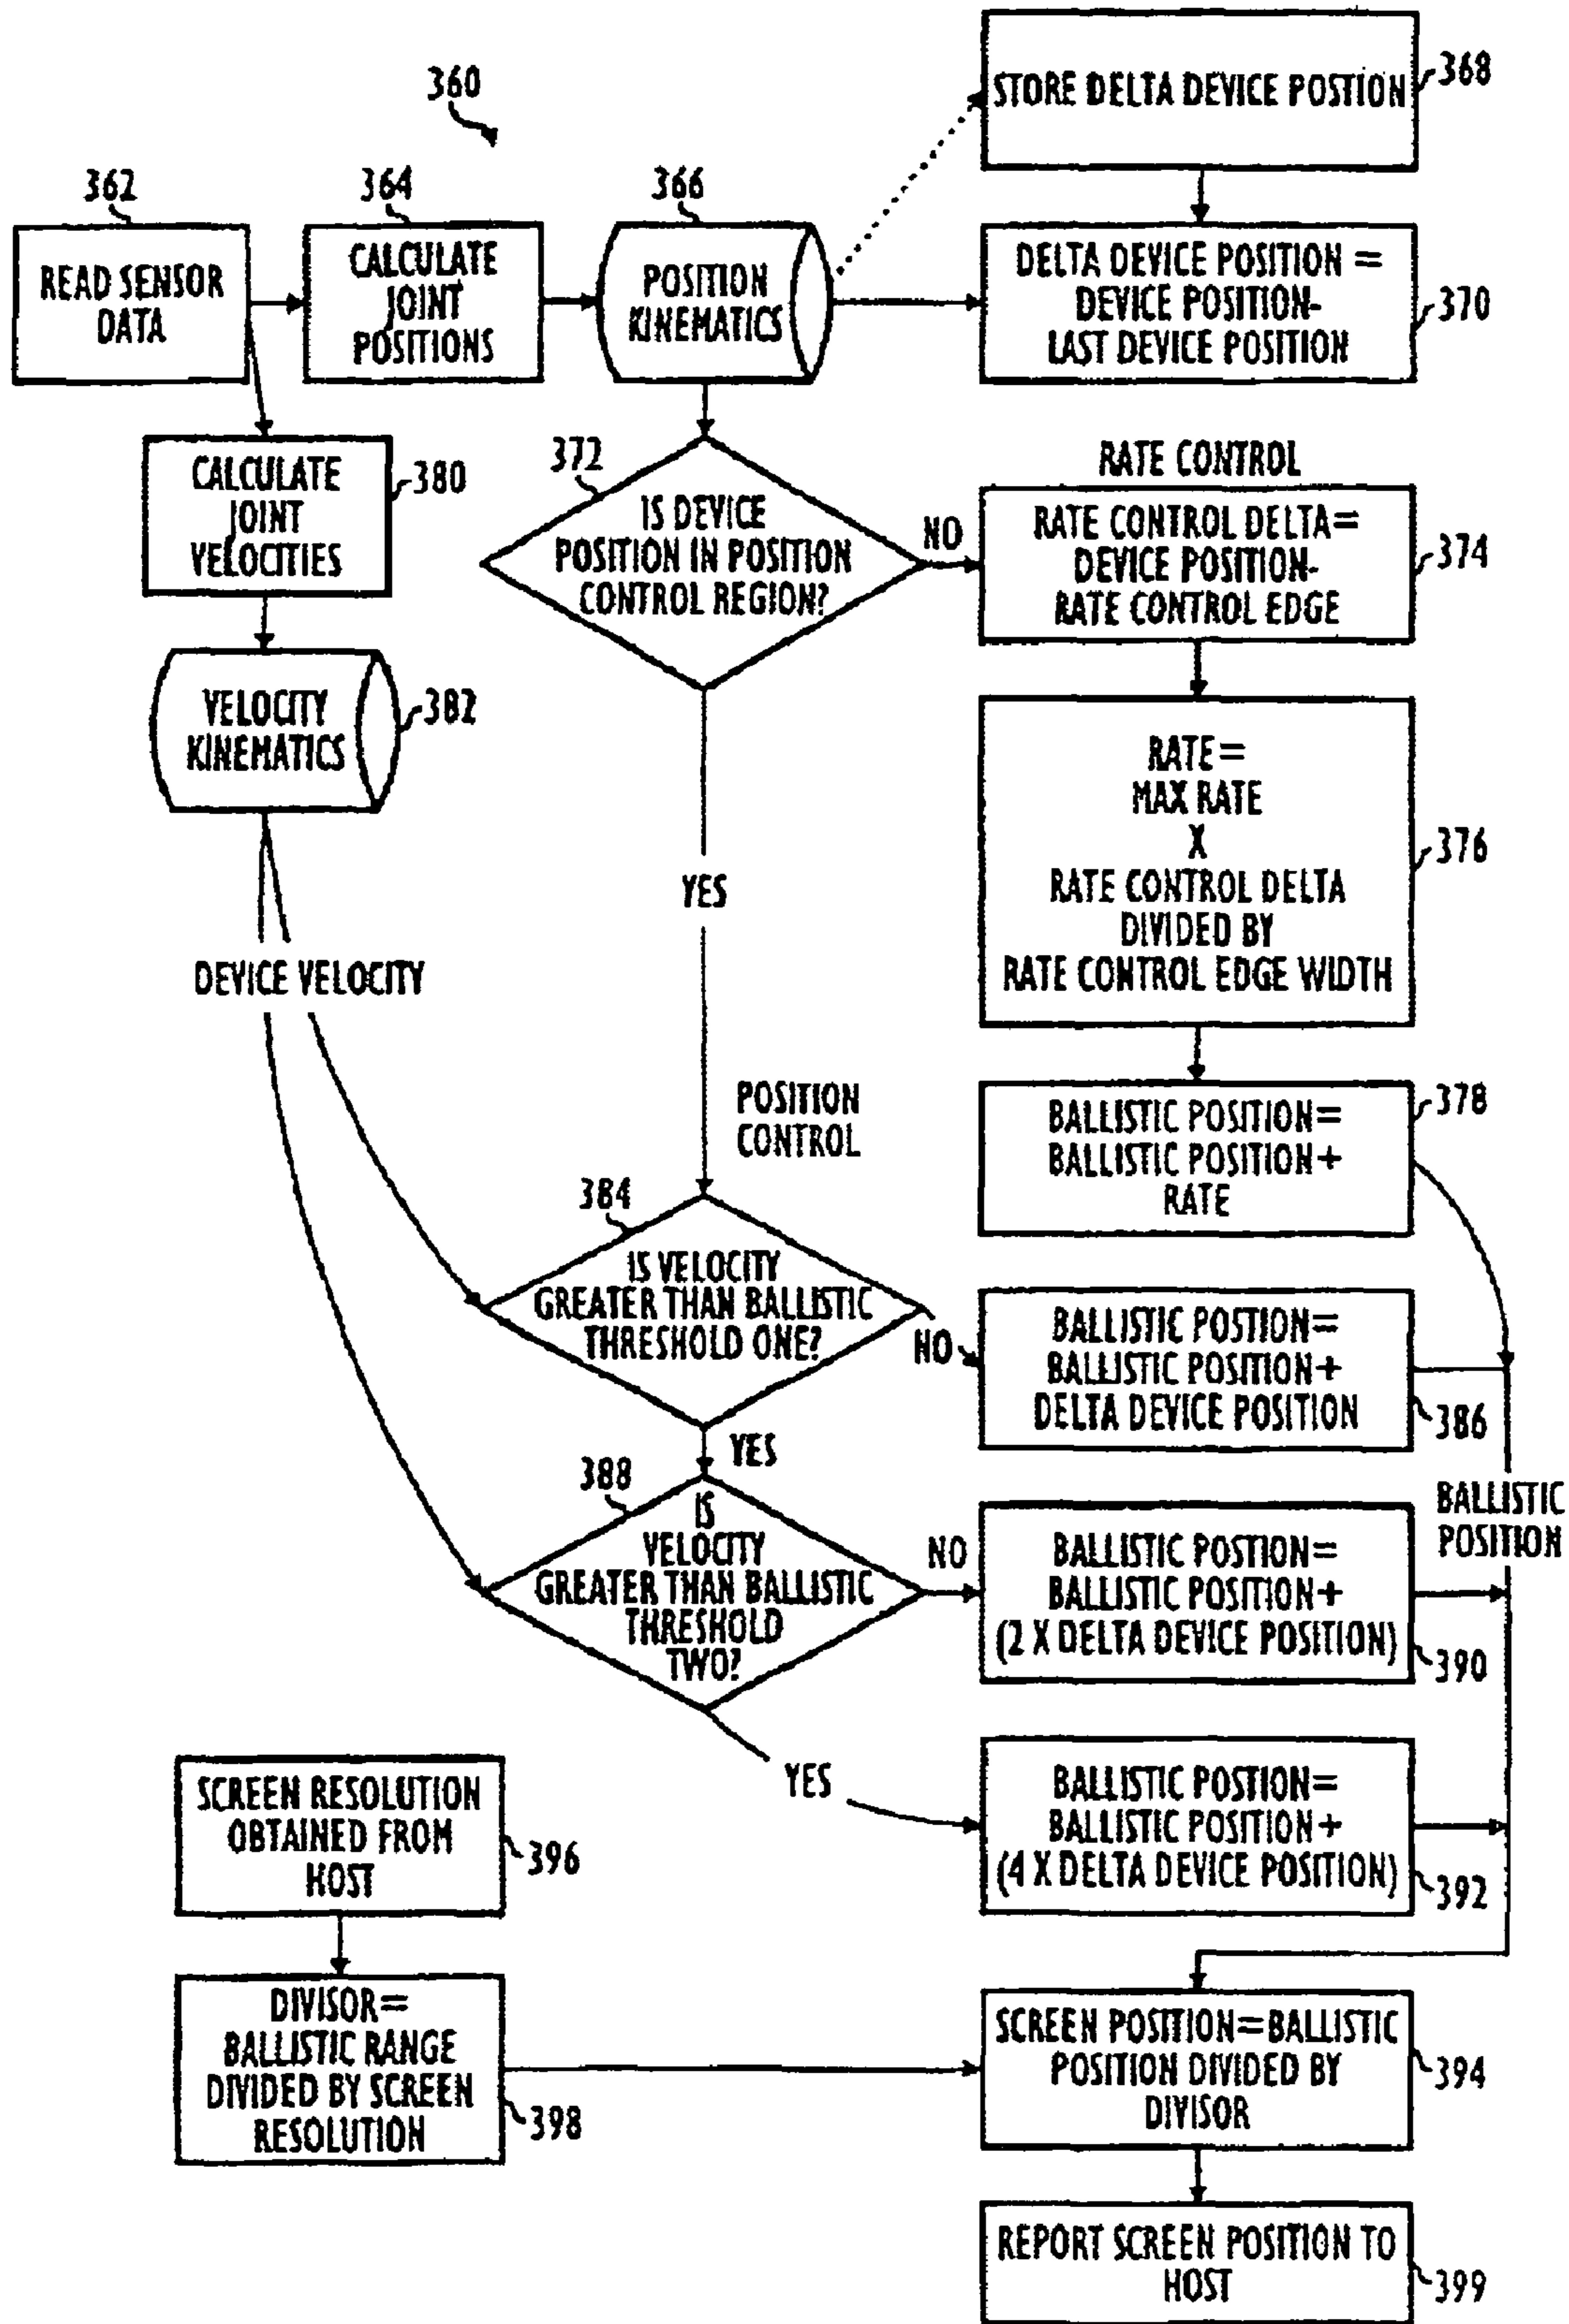 360
368
STORE DELTA DEVICE POSTION
362
READ SENSOR
DATA
364
CALCULATE
JOINT
POSITIONS
366
POSITION
KINEMATICS
DELTA DEVICE POSITION =
DEVICE POSITION-
LAST DEVICE POSITION
370
CALCULATE
JOINT
VELOCITIES
380
372
IS DEVICE
POSITION IN POSITION
CONTROL REGION?
NO
RATE CONTROL
RATE CONTROL DELTA=
DEVICE POSITION-
RATE CONTROL EDGE
374
VELOCITY
KINEMATICS
382
RATE=
MAX RATE
X
RATE CONTROL DELTA
DIVIDED BY
RATE CONTROL EDGE WIDTH
376
YES
DEVICE VELOCITY
POSITION
CONTROL
BALLISTIC POSITION=
BALLISTIC POSITION+
RATE
378
384
IS VELOCITY
GREATER THAN BALLISTIC
THRESHOLD ONE?
NO
BALLISTIC POSTION=
BALLISTIC POSITION+
DELTA DEVICE POSITION
386
YES
388
IS
VELOCITY
GREATER THAN BALLISTIC
THRESHOLD
TWO?
NO
BALLISTIC POSTION=
BALLISTIC POSITION+
(2 X DELTA DEVICE POSITION)
390
BALLISTIC
POSITION
YES
BALLISTIC POSTION=
BALLISTIC POSITION+
(4 X DELTA DEVICE POSITION)
392
SCREEN RESOLUTION
OBTAINED FROM
HOST
396
DIVISOR=
BALLISTIC RANGE
DIVIDED BY SCREEN
RESOLUTION
398
SCREEN POSITION=BALLISTIC
POSITION DIVIDED BY
DIVISOR
394
REPORT SCREEN POSITION TO
HOST
399